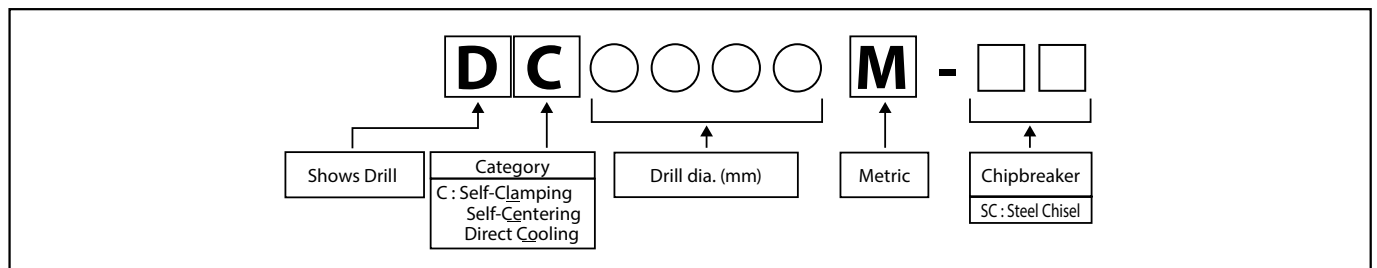 D C ○ ○ ○ ○ M - □ □
Shows Drill
Category
C : Self-Clamping
Self-Centering
Direct Cooling
Drill dia. (mm)
Metric
Chipbreaker
SC : Steel Chisel